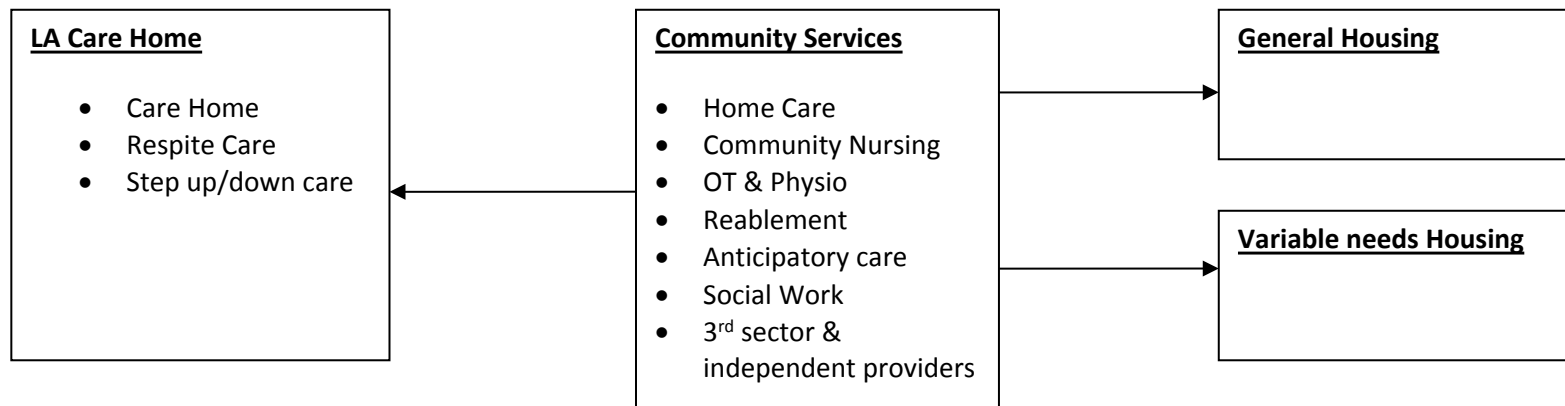 LA Care Home
• Care Home
• Respite Care
• Step up/down care
Community Services
• Home Care
• Community Nursing
• OT & Physio
• Reablement
• Anticipatory care
• Social Work
• 3rd sector &
independent providers
General Housing
Variable needs Housing